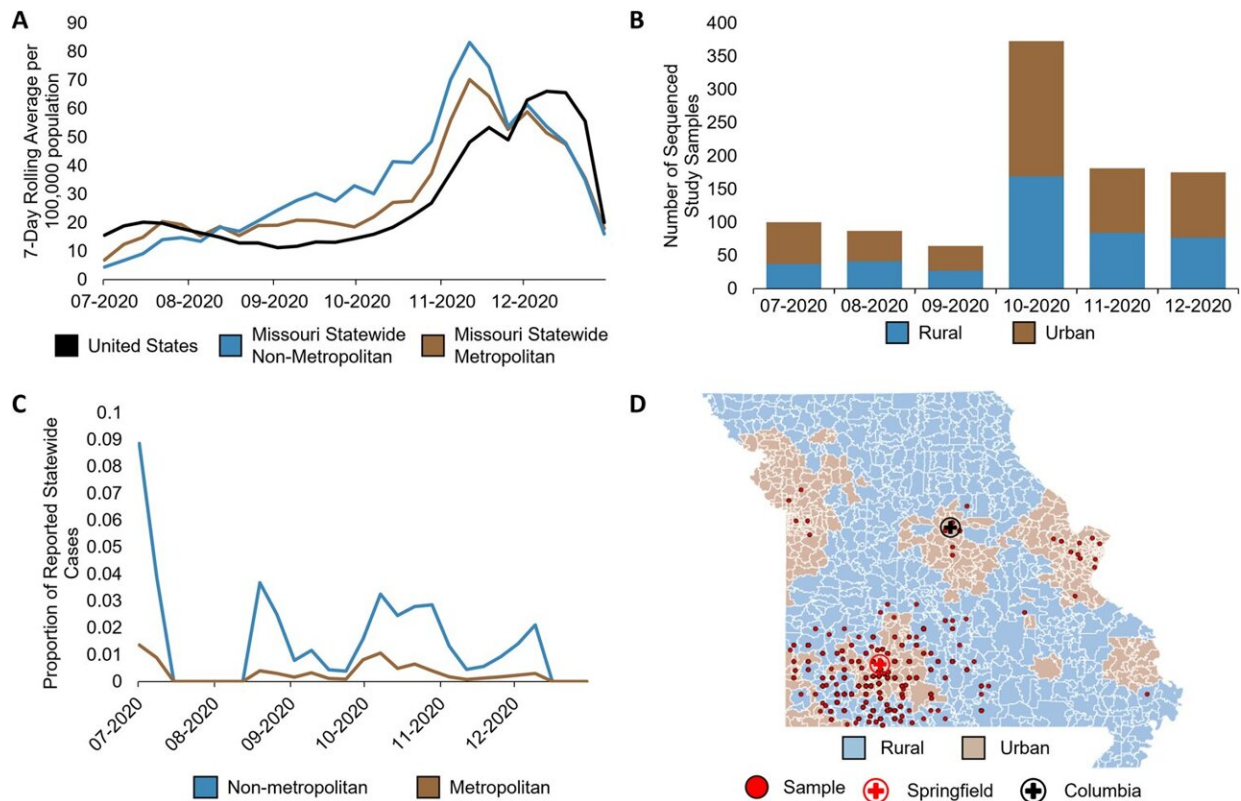 A
7-Day Rolling Average per
100,000 population
90
80
70
60
50
40
30
20
10
0
07-2020 08-2020 09-2020 10-2020 11-2020 12-2020
United States
Missouri Statewide
Non-Metropolitan
Missouri Statewide
Metropolitan
B
Number of Sequenced
Study Samples
400
350
300
250
200
150
100
50
0
07-2020 08-2020 09-2020 10-2020 11-2020 12-2020
Rural Urban
C
Proportion of Reported Statewide
Cases
0.1
0.09
0.08
0.07
0.06
0.05
0.04
0.03
0.02
0.01
0
07-2020 08-2020 09-2020 10-2020 11-2020 12-2020
Non-metropolitan Metropolitan
D
Rural Urban
Sample Springfield Columbia